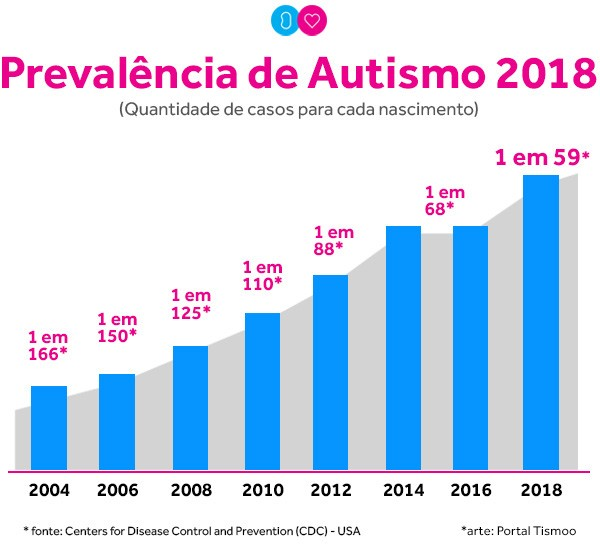 Prevalência de Autismo 2018
(Quantidade de casos para cada nascimento)
1 em 59*
1 em
68*
1 em
88*
1 em
110*
1 em
125*
1 em
150*
1 em
166*
2004 2006 2008 2010 2012 2014 2016 2018
* fonte: Centers for Disease Control and Prevention (CDC) - USA
*arte: Portal Tismoo